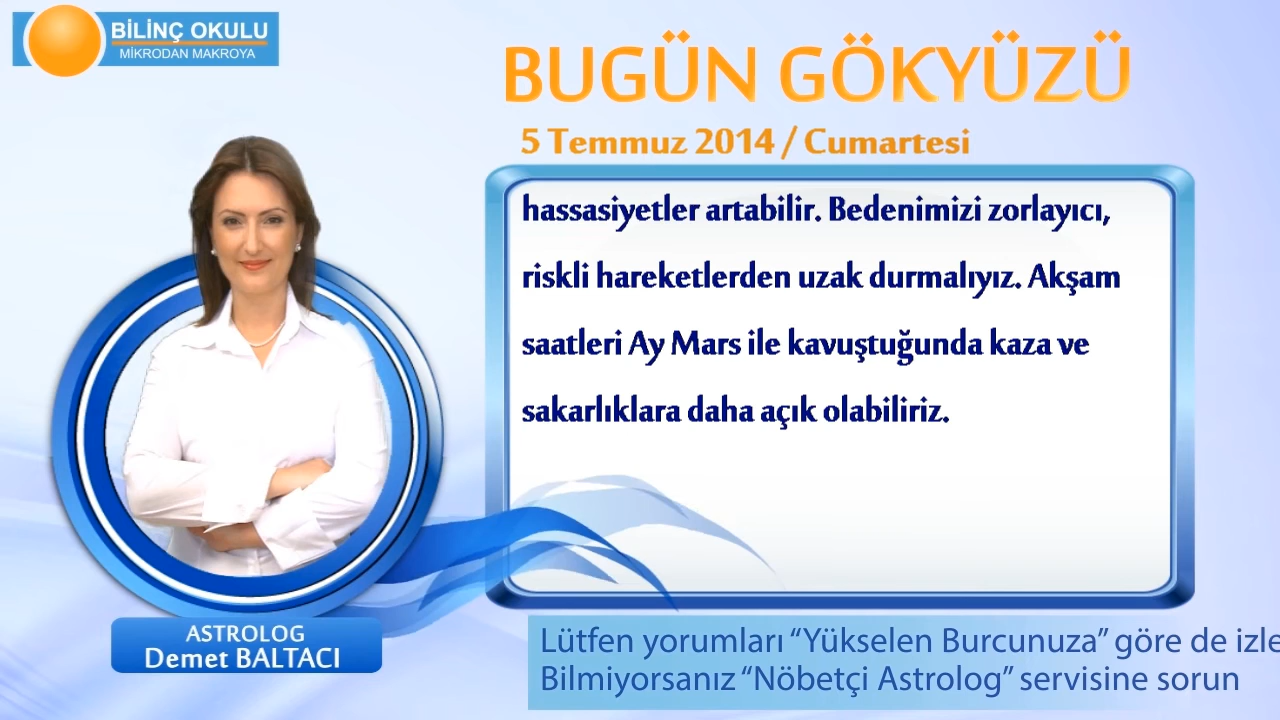 BİLİNÇ OKULU
MİKRODAN MAKROYA
BUGÜN GÖKYÜZÜ
5 Temmuz 2014 / Cumartesi
hassasiyetler artabilir. Bedenimizi zorlayıcı,
riskli hareketlerden uzak durmalıyız. Akşam
saatleri Ay Mars ile kavuştuğunda kaza ve
sakarlıklara daha açık olabiliriz.
ASTROLOG
Demet BALTACI
Lütfen yorumları “Yükselen Burcunuza” göre de izle
Bilmiyorsanız “Nöbetçi Astrolog” servisine sorun